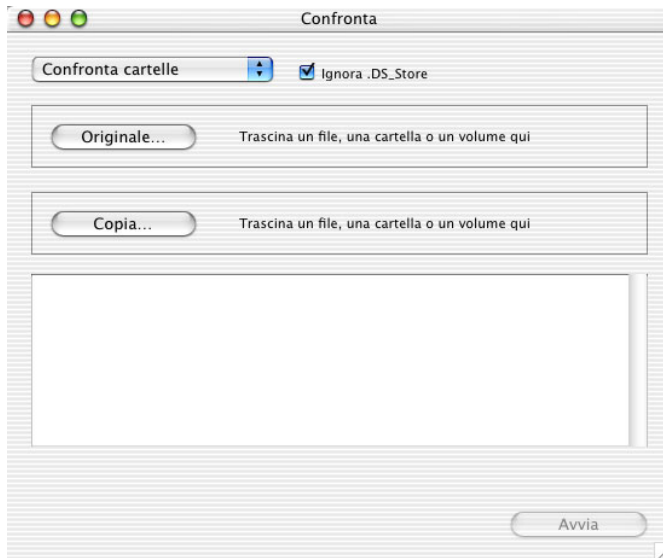 Confronta
Confronta cartelle
Ignora .DS_Store
Originale...
Trascina un file, una cartella o un volume qui
Copia...
Trascina un file, una cartella o un volume qui
Avvia